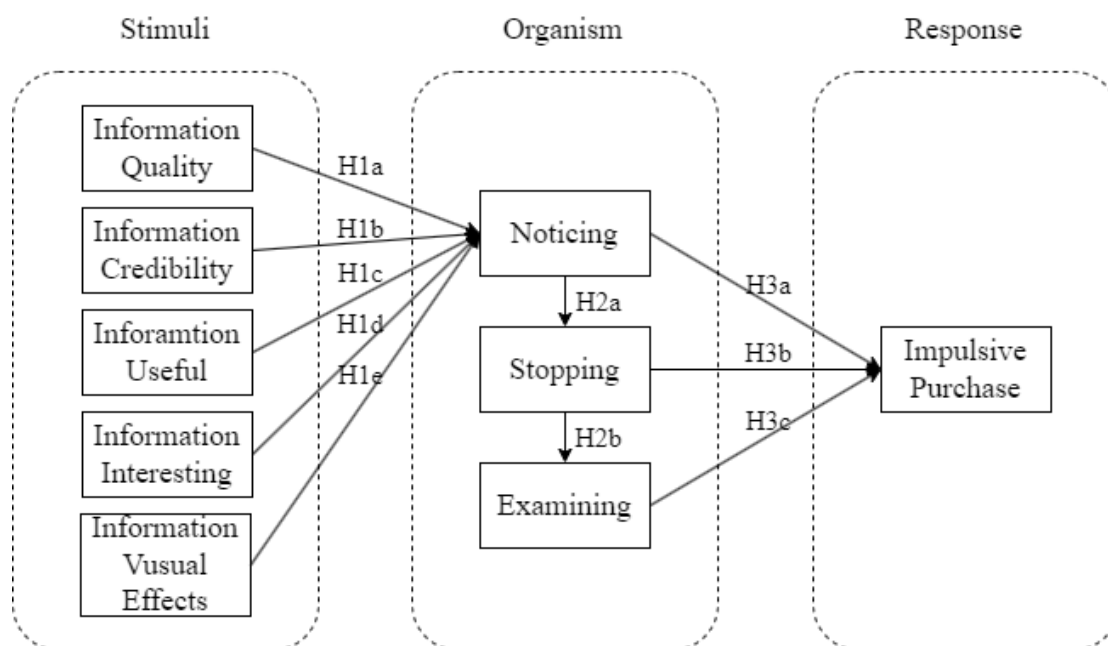 Stimuli
Organism
Response
Information
Quality
H1a
Information
Credibility
H1b
Inforamtion
Useful
H1c
Information
Interesting
H1d
Information
Vusual
Effects
H1e
Noticing
H2a
Stopping
H2b
Examining
H3a
H3b
H3c
Impulsive
Purchase